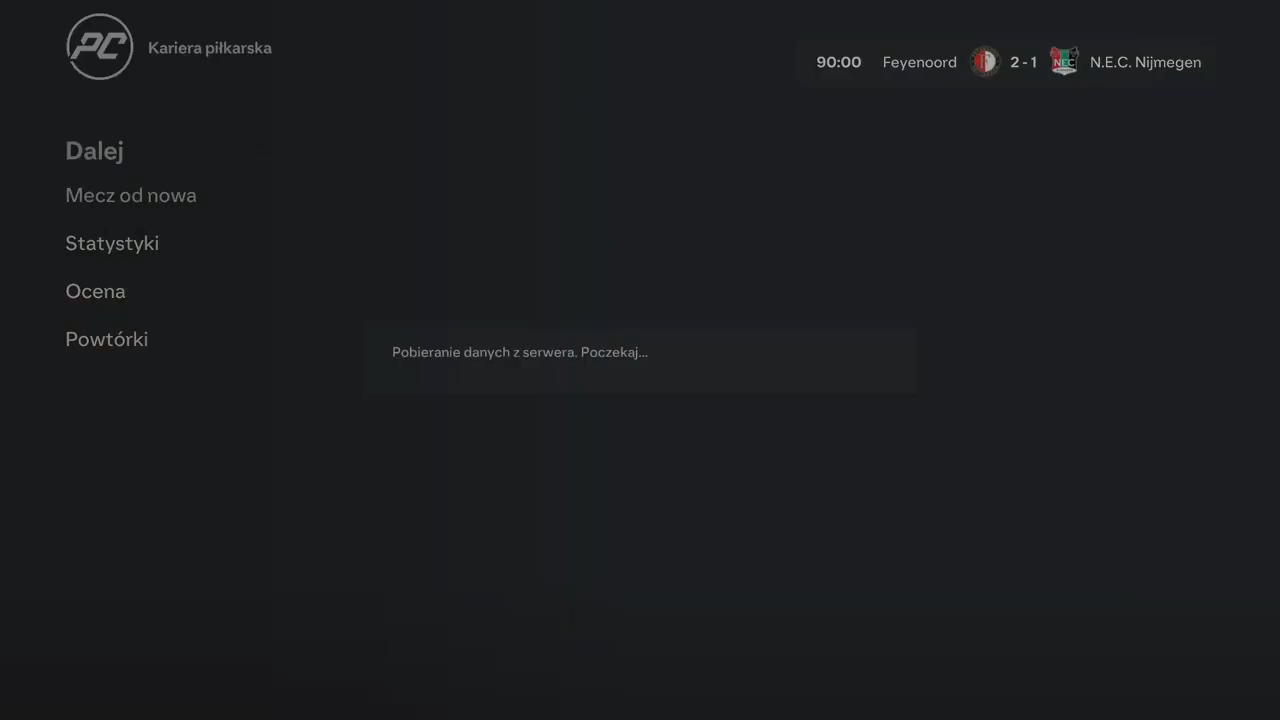 PC Kariera piłkarska
90:00 Feyenoord 2 - 1 NEC N.E.C. Nijmegen
Dalej
Mecz od nowa
Statystyki
Ocena
Powtórki
Pobieranie danych z serwera. Poczekaj...